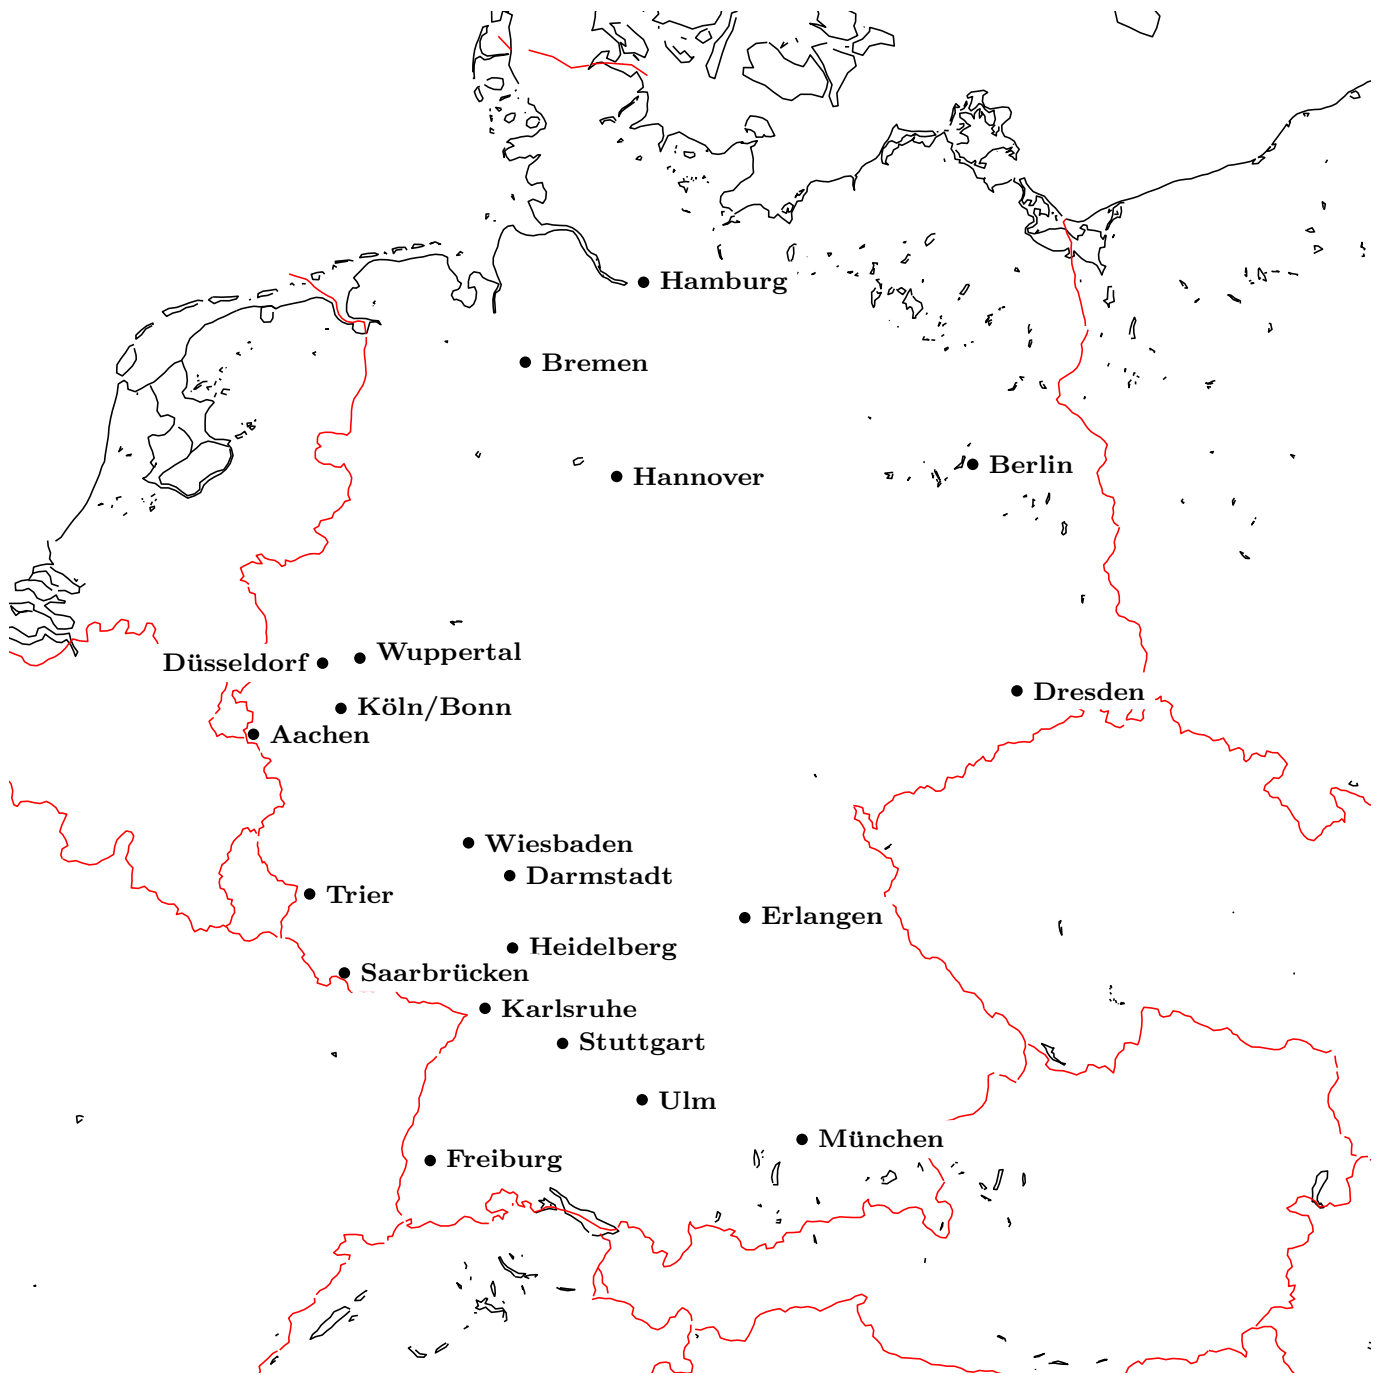 Hamburg
Bremen
Berlin
Hannover
Wuppertal
Düsseldorf
Dresden
Köln/Bonn
Aachen
Wiesbaden
Darmstadt
Trier
Erlangen
Heidelberg
Saarbrücken
Karlsruhe
Stuttgart
Ulm
München
Freiburg